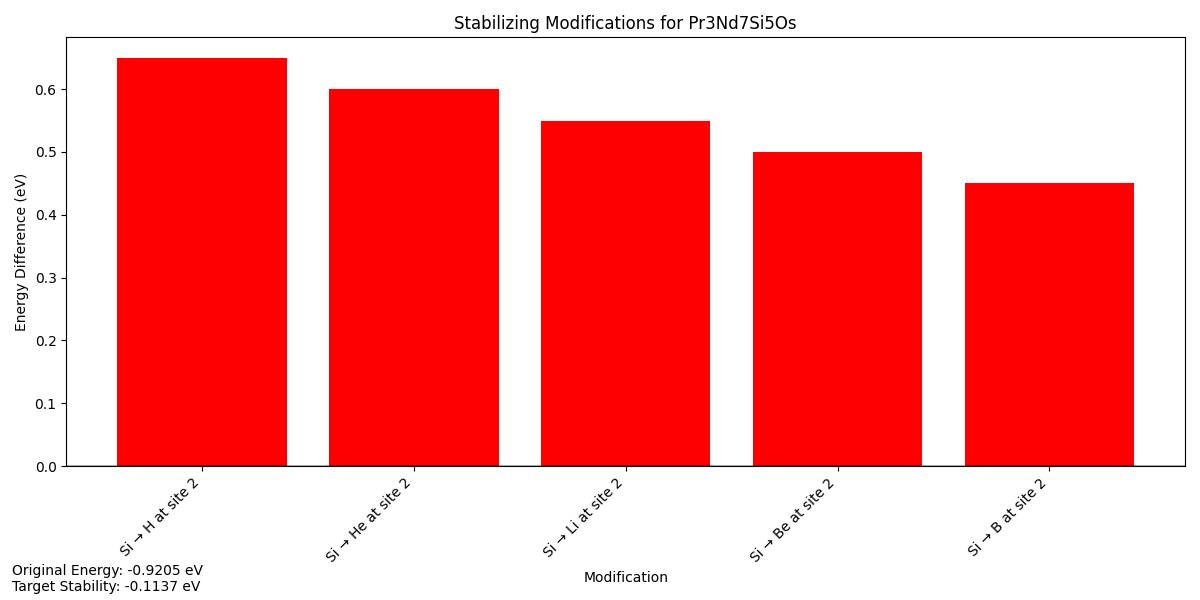 Stabilizing Modifications for Pr3Nd7Si5Os
Energy Difference (eV)
0.6
0.5
0.4
0.3
0.2
0.1
0.0
Si → H at site 2
Si → He at site 2
Si → Li at site 2
Si → Be at site 2
Si → B at site 2
Modification
Original Energy: -0.9205 eV
Target Stability: -0.1137 eV